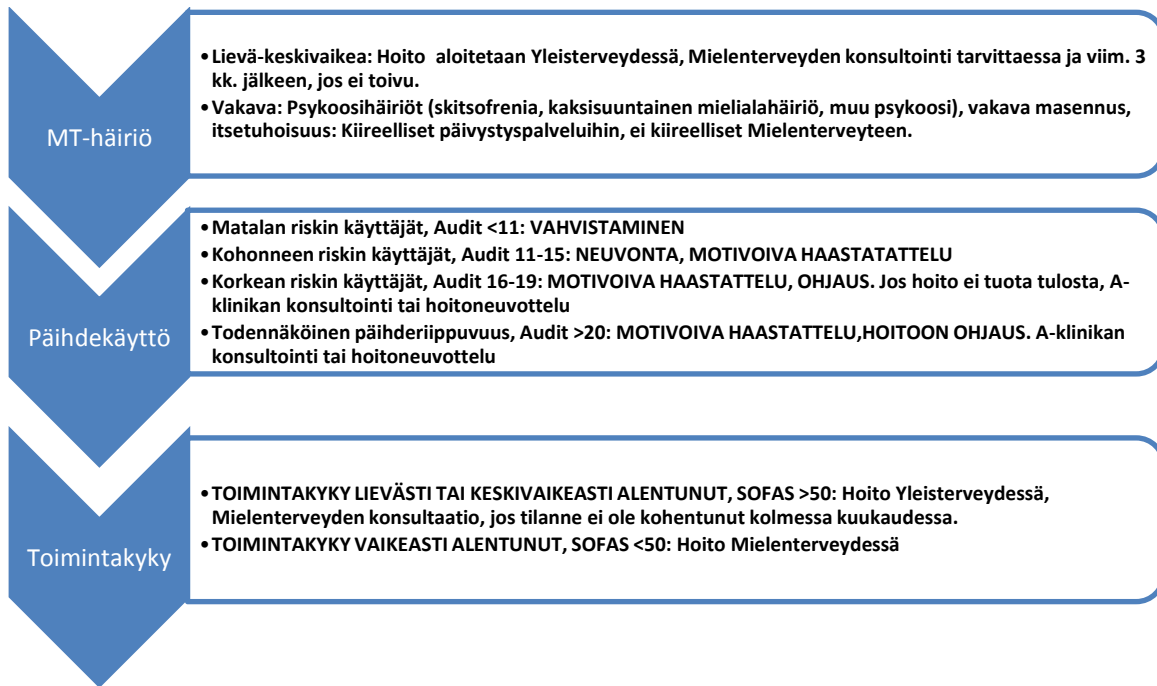 MT-häiriö
•Lievä-keskivaikea: Hoito aloitetaan Yleisterveydessä, Mielenterveyden konsultointi tarvittaessa ja viim. 3
kk. jälkeen, jos ei toivu.
•Vakava: Psykoosihäiriöt (skitsofrenia, kaksisuuntainen mielialahäiriö, muu psykoosi), vakava masennus,
itsetuhoisuus: Kiireelliset päivystyspalveluihin, ei kiireelliset Mielenterveyteen.
Päihdekäyttö
•Matalan riskin käyttäjät, Audit <11: VAHVISTAMINEN
•Kohonneen riskin käyttäjät, Audit 11-15: NEUVONTA, MOTIVOIVA HAASTATATTELU
•Korkean riskin käyttäjät, Audit 16-19: MOTIVOIVA HAASTATTELU, OHJAUS. Jos hoito ei tuota tulosta, A-
klinikan konsultointi tai hoitoneuvottelu
•Todennäköinen päihderiippuvuus, Audit >20: MOTIVOIVA HAASTATTELU,HOITOON OHJAUS. A-klinikan
konsultointi tai hoitoneuvottelu
Toimintakyky
•TOIMINTAKYKY LIEVÄSTI TAI KESKIVAIKEASTI ALENTUNUT, SOFAS >50: Hoito Yleisterveydessä,
Mielenterveyden konsultaatio, jos tilanne ei ole kohentunut kolmessa kuukaudessa.
•TOIMINTAKYKY VAIKEASTI ALENTUNUT, SOFAS <50: Hoito Mielenterveydessä